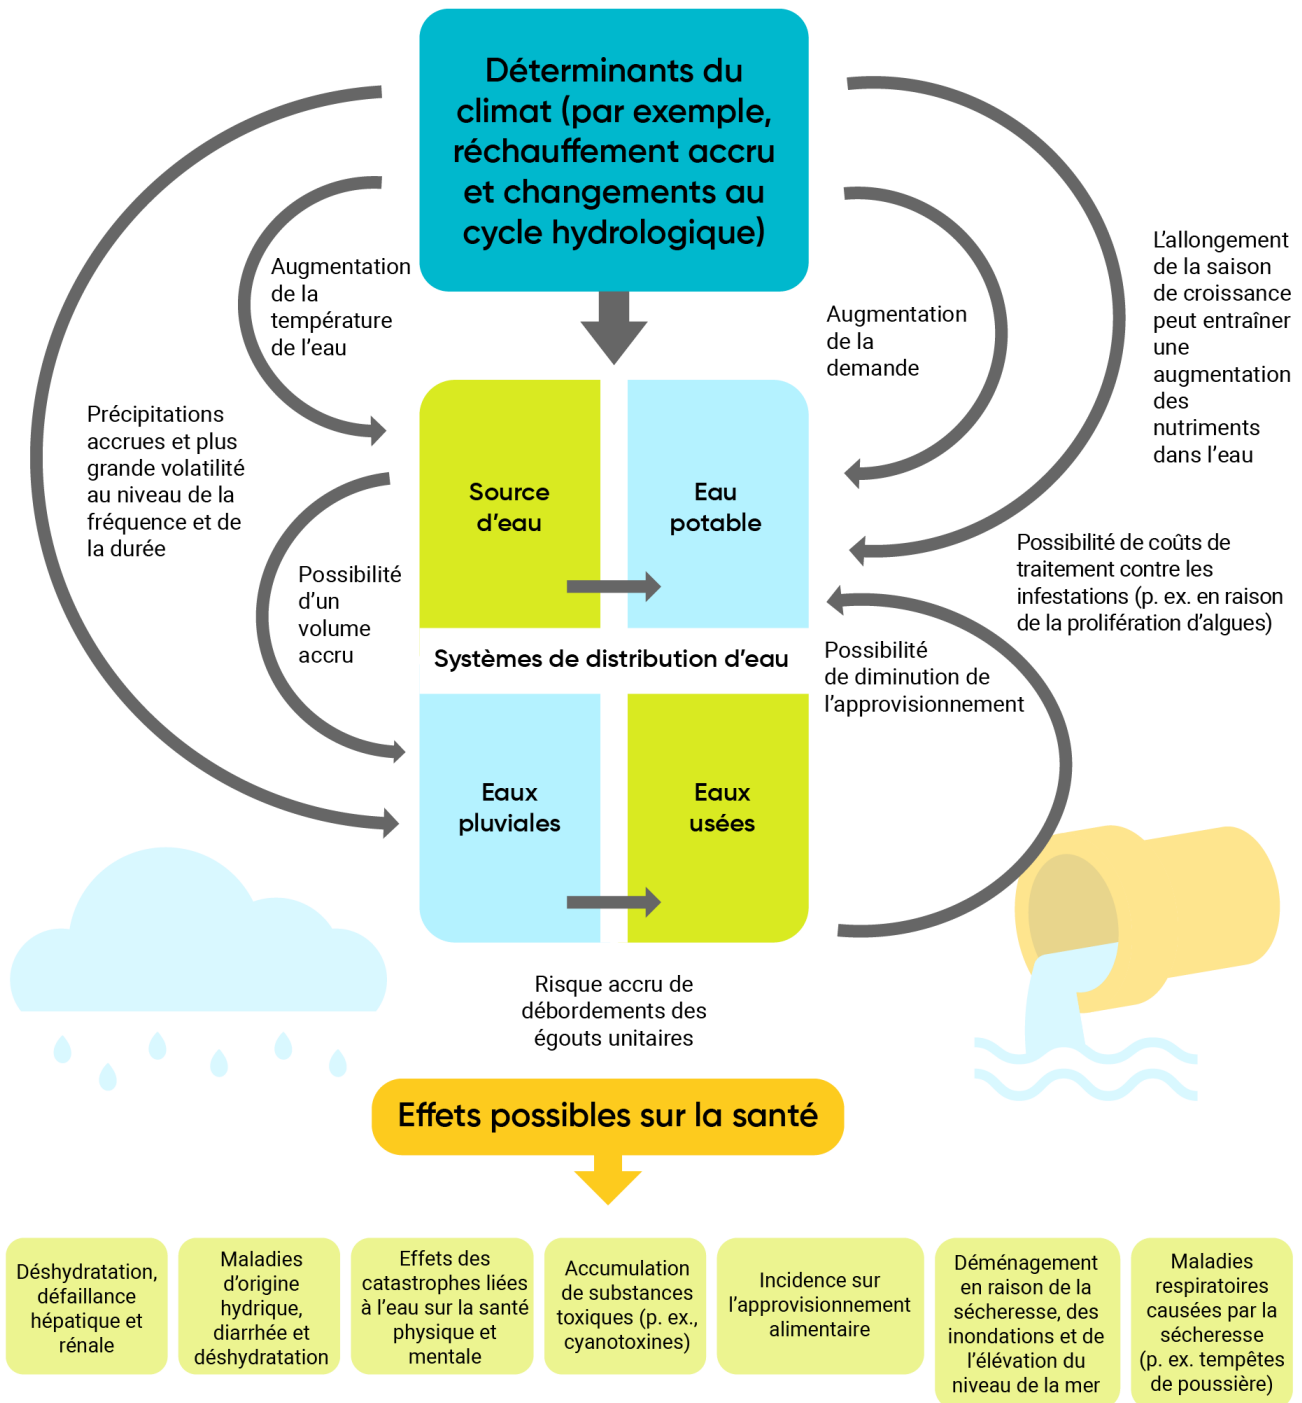 Déterminants du
climat (par exemple,
réchauffement accru
et changements au
cycle hydrologique)
Augmentation
de la
température
de l’eau
Précipitations
accrues et plus
grande volatilité
au niveau de la
fréquence et de
la durée
Possibilité
d’un
volume
accru
Augmentation
de la
demande
L’allongement
de la saison
de croissance
peut entraîner
une
augmentation
des
nutriments
dans l’eau
Possibilité de coûts de
traitement contre les
infestations (p. ex. en raison
de la prolifération d’algues)
Possibilité
de diminution de
l’approvisionnement
Source
d’eau
Eau
potable
Systèmes de distribution d’eau
Eaux
pluviales
Eaux
usées
Risque accru de
débordements des
égouts unitaires
Effets possibles sur la santé
Déshydratation,
défaillance
hépatique et
rénale
Maladies
d’origine
hydrique,
diarrhée et
déshydratation
Effets des
catastrophes liées
à l’eau sur la santé
physique et
mentale
Accumulation
de substances
toxiques (p. ex.,
cyanotoxines)
Incidence sur
l’approvisionnement
alimentaire
Déménagement
en raison de la
sécheresse, des
inondations et de
l’élévation du
niveau de la mer
Maladies
respiratoires
causées par la
sécheresse
(p. ex. tempêtes
de poussière)